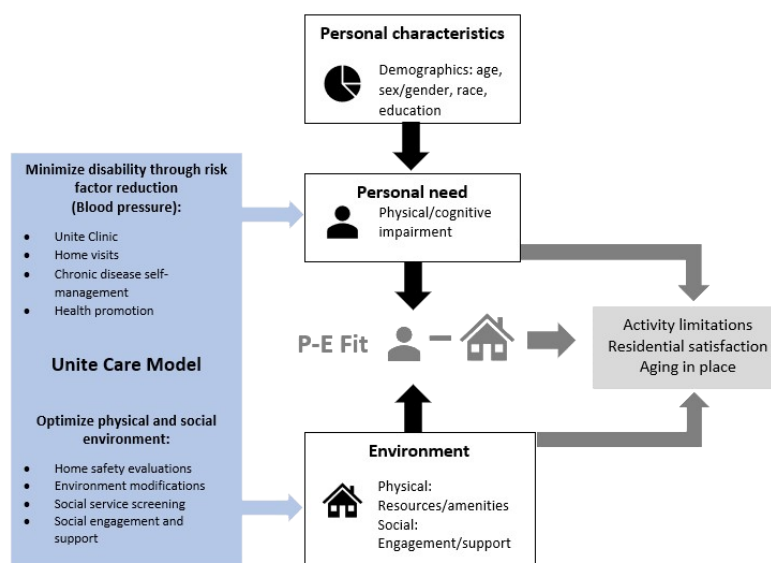 Personal characteristics
Demographics: age,
sex/gender, race,
education
Minimize disability through risk
factor reduction
(Blood pressure):
• Unite Clinic
• Home visits
• Chronic disease self-
management
• Health promotion
Unite Care Model
Optimize physical and social
environment:
• Home safety evaluations
• Environment modifications
• Social service screening
• Social engagement and
support
Personal need
Physical/cognitive
impairment
P-E Fit
Activity limitations
Residential satisfaction
Aging in place
Environment
Physical:
Resources/amenities
Social:
Engagement/support